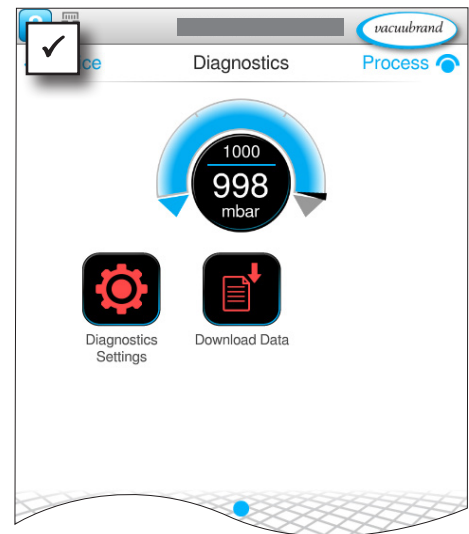 vacuubrand
ce
Diagnostics
Process
1000
998
mbar
Diagnostics
Settings
Download Data